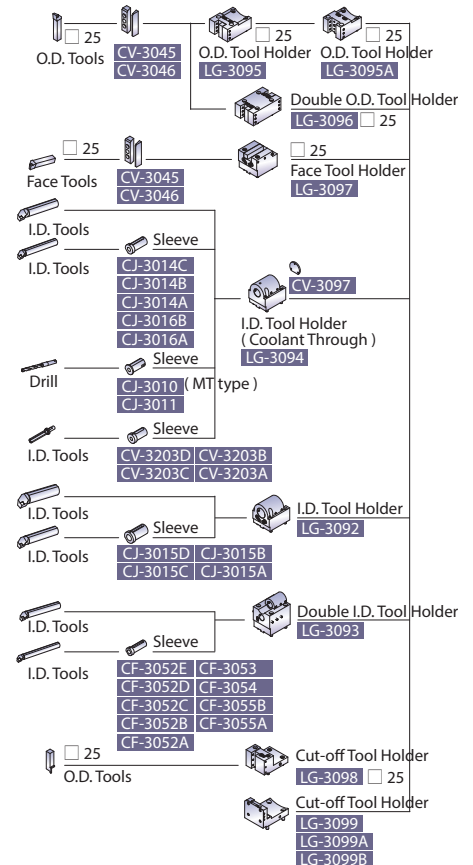 □ 25
O.D. Tools
CV-3045
CV-3046
□ 25
O.D. Tool Holder
LG-3095
□ 25
O.D. Tool Holder
LG-3095A
Double O.D. Tool Holder
LG-3096 □ 25
□ 25
Face Tools
CV-3045
CV-3046
□ 25
Face Tool Holder
LG-3097
I.D. Tools
I.D. Tools
Sleeve
CJ-3014C
CJ-3014B
CJ-3014A
CJ-3016B
CJ-3016A
CV-3097
I.D. Tool Holder
( Coolant Through )
LG-3094
Drill
Sleeve
CJ-3010 ( MT type )
CJ-3011
I.D. Tools
Sleeve
CV-3203D CV-3203B
CV-3203C CV-3203A
I.D. Tools
I.D. Tools
Sleeve
CJ-3015D CJ-3015B
CJ-3015C CJ-3015A
I.D. Tool Holder
LG-3092
I.D. Tools
I.D. Tools
Sleeve
CF-3052E CF-3053
CF-3052D CF-3054
CF-3052C CF-3055B
CF-3052B CF-3055A
CF-3052A
Double I.D. Tool Holder
LG-3093
□ 25
O.D. Tools
Cut-off Tool Holder
LG-3098 □ 25
Cut-off Tool Holder
LG-3099
LG-3099A
LG-3099B